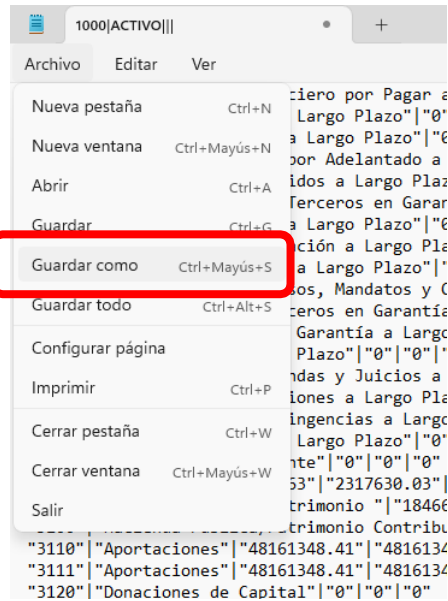 1000|ACTIVO|||
Archivo Editar Ver
Nueva pestaña Ctrl+N
Nueva ventana Ctrl+Mayús+N
Abrir Ctrl+A
Guardar Ctrl+G
Guardar como Ctrl+Mayús+S
Guardar todo Ctrl+Alt+S
Configurar página
Imprimir Ctrl+P
Cerrar pestaña Ctrl+W
Cerrar ventana Ctrl+Mayús+W
Salir
ciero por Pagar a
Largo Plazo"|"0"
a Largo Plazo"|"0
por Adelantado a
idos a Largo Plaz
Terceros en Garan
a Largo Plazo"|"0
ción a Largo Pla
a Largo Plazo"|"
sos, Mandatos y C
ceros en Garantía
Garantía a Largo
Plazo"|"0"|"0"|"
ndas y Juicios a
iones a Largo Pla
ingencias a Largo
Largo Plazo"|"0"
nte"|"0"|"0"|"0"
53"|"2317630.03"|
trimonio "|"18466
trimonio Contribu
"3110"|"Aportaciones"|"48161348.41"|"4816134
"3111"|"Aportaciones"|"48161348.41"|"4816134
"3120"|"Donaciones de Capital"|"0"|"0"|"0"